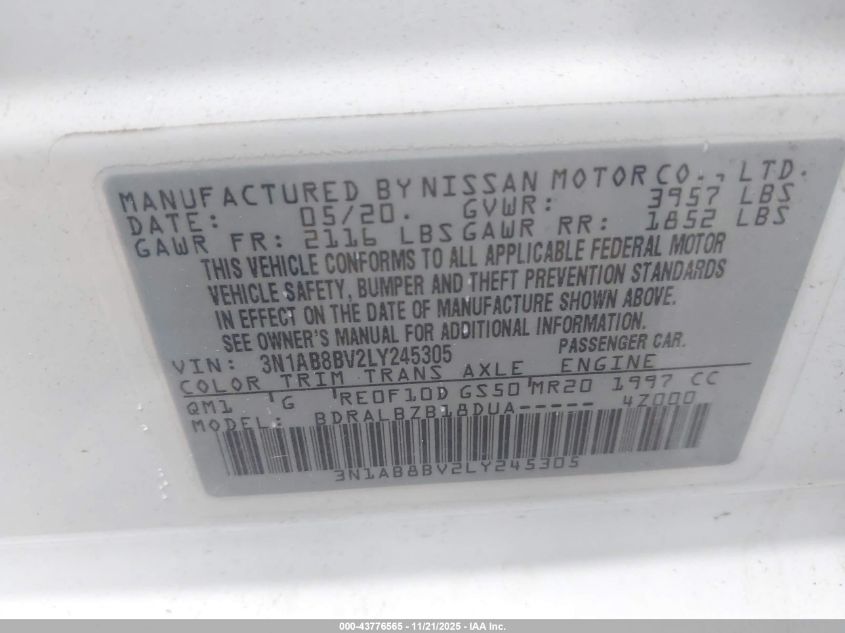 MANUFACTURED BY NISSAN MOTOR CO., LTD.
DATE: 05/20. GVWR: 3957 LBS
GAWR FR: 2116 LBS GAWR RR: 1852 LBS
THIS VEHICLE CONFORMS TO ALL APPLICABLE FEDERAL MOTOR
VEHICLE SAFETY, BUMPER AND THEFT PREVENTION STANDARDS
IN EFFECT ON THE DATE OF MANUFACTURE SHOWN ABOVE.
SEE OWNER'S MANUAL FOR ADDITIONAL INFORMATION.
VIN: 3N1AB8BV2LY245305 PASSENGER CAR.
COLOR TRIM TRANS AXLE ENGINE
QM1 'G 'RE0F10D GS50'MR20 1997 CC
MODEL: BDRALBZB18DUA----- 4Z000
3N1AB8BV2LY245305
000-43776565 - 11/21/2025 - IAA Inc.